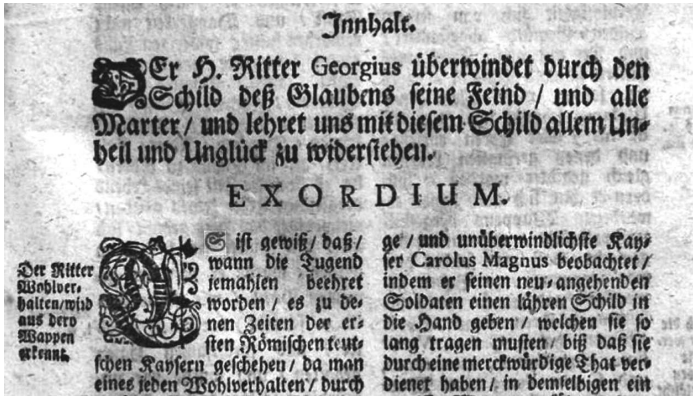 Innhalt.
DEr H. Ritter Georgius überwindet durch den
Schild deß Glaubens seine Feind / und alle
Marter / und lehret uns mit diesem Schild allem Un-
heil und Unglück zu widerstehen.
EXORDIUM.
Der Ritter
Wohlver-
halten / wird
aus dero
Wappen
erkennt.
ES ist gewiß / daß /
wann die Tugend
jemahlen beehret
worden / es zu de-
nen Zeiten der er-
sten Römischen teut-
schen Kaysern geschehen / da man
eines jeden Wohlverhalten / durch
ge / und unüberwindlichste Kay-
ser Carolus Magnus beobachtet /
indem er seinen neu-angehenden
Soldaten einen lähren Schild in
die Hand geben / welchen sie so
lang tragen musten / biß daß sie
durch eine merckwürdige That ver-
dienet haben / in demselbigen ein